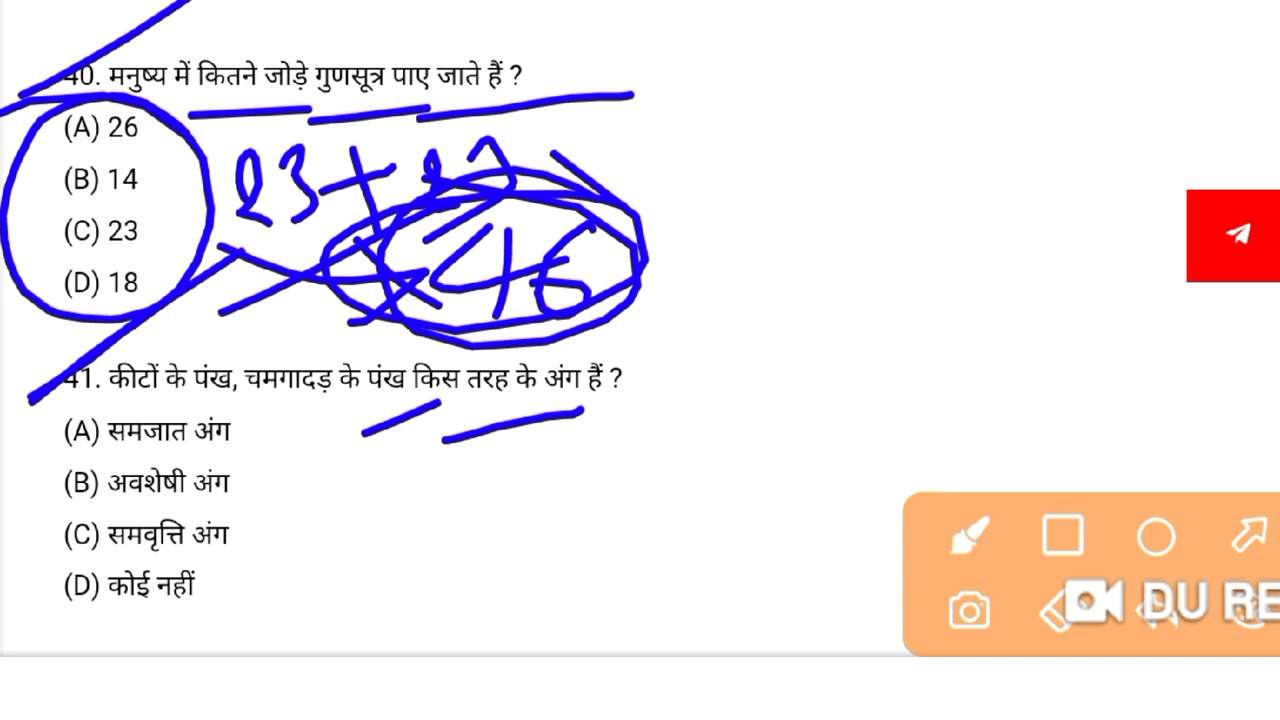 40. मनुष्य में कितने जोड़े गुणसूत्र पाए जाते हैं ?
(A) 26
(B) 14
(C) 23
(D) 18
23+23
46
41. कीटों के पंख, चमगादड़ के पंख किस तरह के अंग हैं ?
(A) समजात अंग
(B) अवशेषी अंग
(C) समवृत्ति अंग
(D) कोई नहीं
DU RE